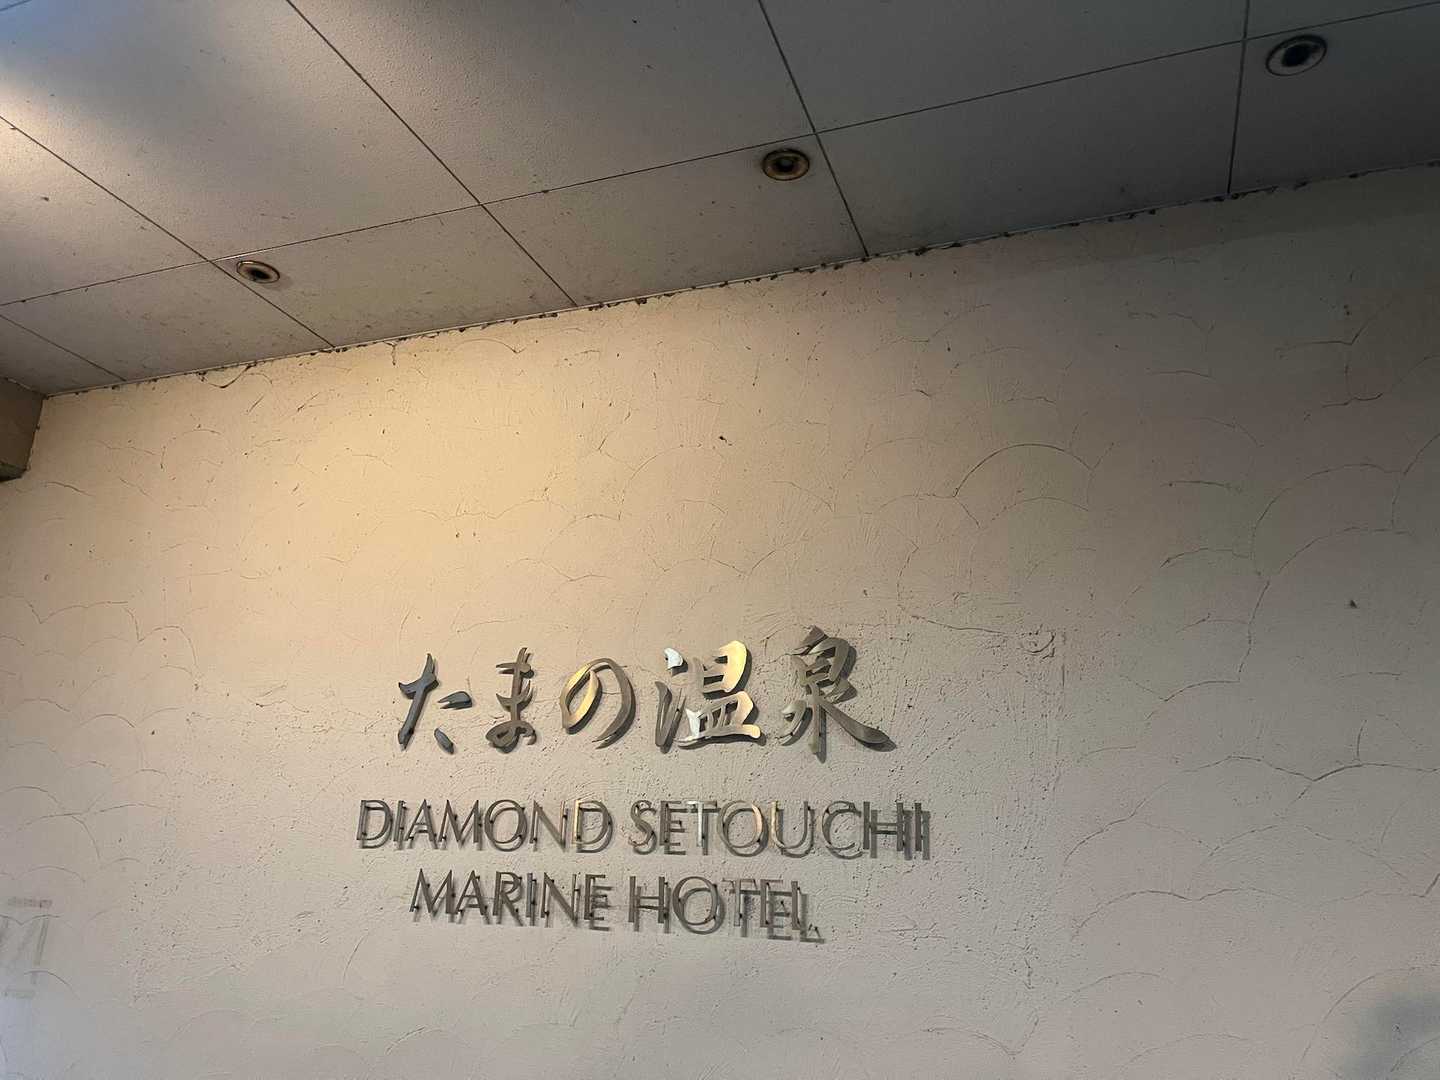 たまの温泉
DIAMOND SETOUCHI
MARINE HOTEL